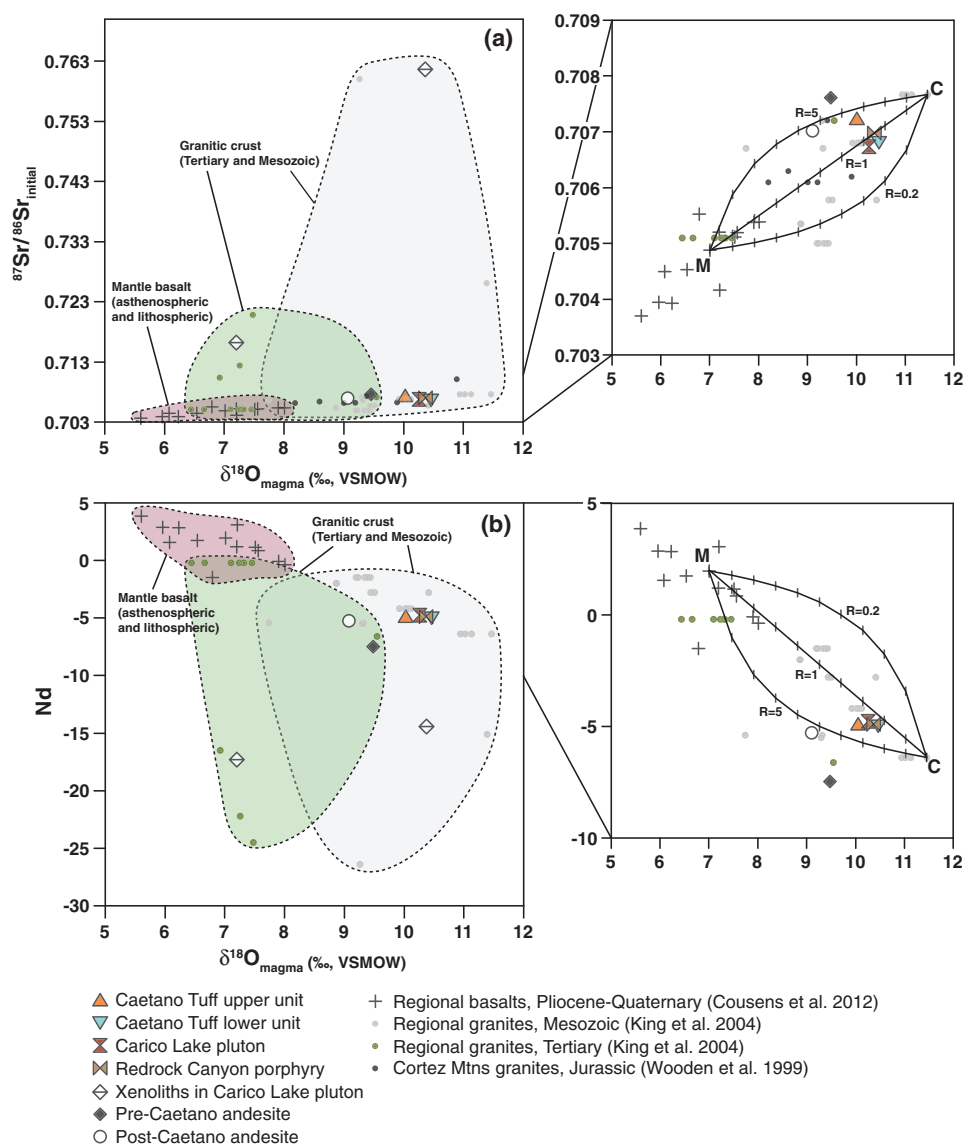 (a)
0.763
0.753
0.743
0.733
0.723
0.713
0.703
87Sr/86Sr initial
Granitic crust
(Tertiary and Mesozoic)
Mantle basalt
(asthenospheric
and lithospheric)
5 6 7 8 9 10 11 12
δ18O magma (‰, VSMOW)
0.709
0.708
0.707
0.706
0.705
0.704
0.703
C
R=5
R=1
R=0.2
M
5 6 7 8 9 10 11 12
(b)
5
0
-5
-10
-15
-20
-25
-30
Nd
Granitic crust
(Tertiary and Mesozoic)
Mantle basalt
(asthenospheric
and lithospheric)
5 6 7 8 9 10 11 12
δ18O magma (‰, VSMOW)
5
0
-5
-10
M
R=0.2
R=1
R=5
C
5 6 7 8 9 10 11 12
Caetano Tuff upper unit
Caetano Tuff lower unit
Carico Lake pluton
Redrock Canyon porphyry
Xenoliths in Carico Lake pluton
Pre-Caetano andesite
Post-Caetano andesite
Regional basalts, Pliocene-Quaternary (Cousens et al. 2012)
Regional granites, Mesozoic (King et al. 2004)
Regional granites, Tertiary (King et al. 2004)
Cortez Mtns granites, Jurassic (Wooden et al. 1999)